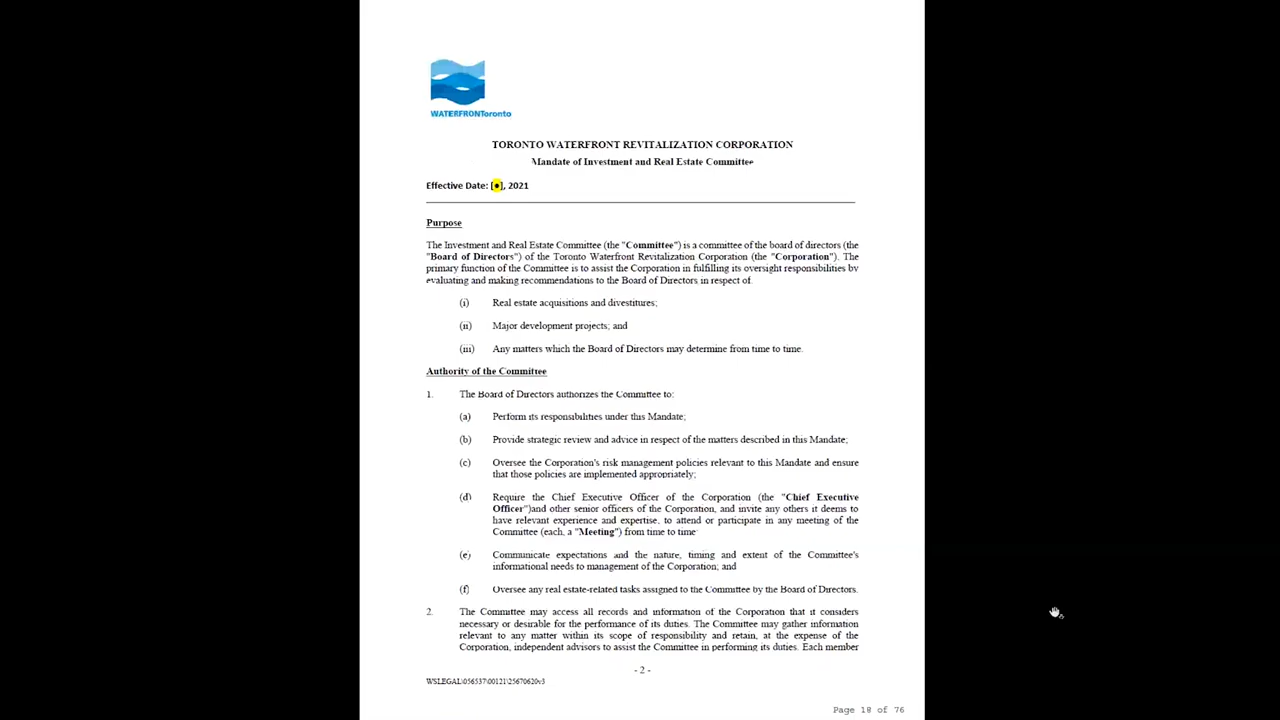 WATERFRONToronto
TORONTO WATERFRONT REVITALIZATION CORPORATION
Mandate of Investment and Real Estate Committee
Effective Date: [●], 2021
Purpose
The Investment and Real Estate Committee (the "Committee") is a committee of the board of directors (the
"Board of Directors") of the Toronto Waterfront Revitalization Corporation (the "Corporation"). The
primary function of the Committee is to assist the Corporation in fulfilling its oversight responsibilities by
evaluating and making recommendations to the Board of Directors in respect of:
(i) Real estate acquisitions and divestitures;
(ii) Major development projects; and
(iii) Any matters which the Board of Directors may determine from time to time.
Authority of the Committee
1. The Board of Directors authorizes the Committee to:
(a) Perform its responsibilities under this Mandate;
(b) Provide strategic review and advice in respect of the matters described in this Mandate;
(c) Oversee the Corporation's risk management policies relevant to this Mandate and ensure
that those policies are implemented appropriately;
(d) Require the Chief Executive Officer of the Corporation (the "Chief Executive
Officer")and other senior officers of the Corporation, and invite any others it deems to
have relevant experience and expertise, to attend or participate in any meeting of the
Committee (each, a "Meeting") from time to time
(e) Communicate expectations and the nature, timing and extent of the Committee's
informational needs to management of the Corporation; and
(f) Oversee any real estate-related tasks assigned to the Committee by the Board of Directors.
2. The Committee may access all records and information of the Corporation that it considers
necessary or desirable for the performance of its duties. The Committee may gather information
relevant to any matter within its scope of responsibility and retain, at the expense of the
Corporation, independent advisors to assist the Committee in performing its duties. Each member
- 2 -
WSLEGAL\056537\00121\25670620v3
Page 18 of 76